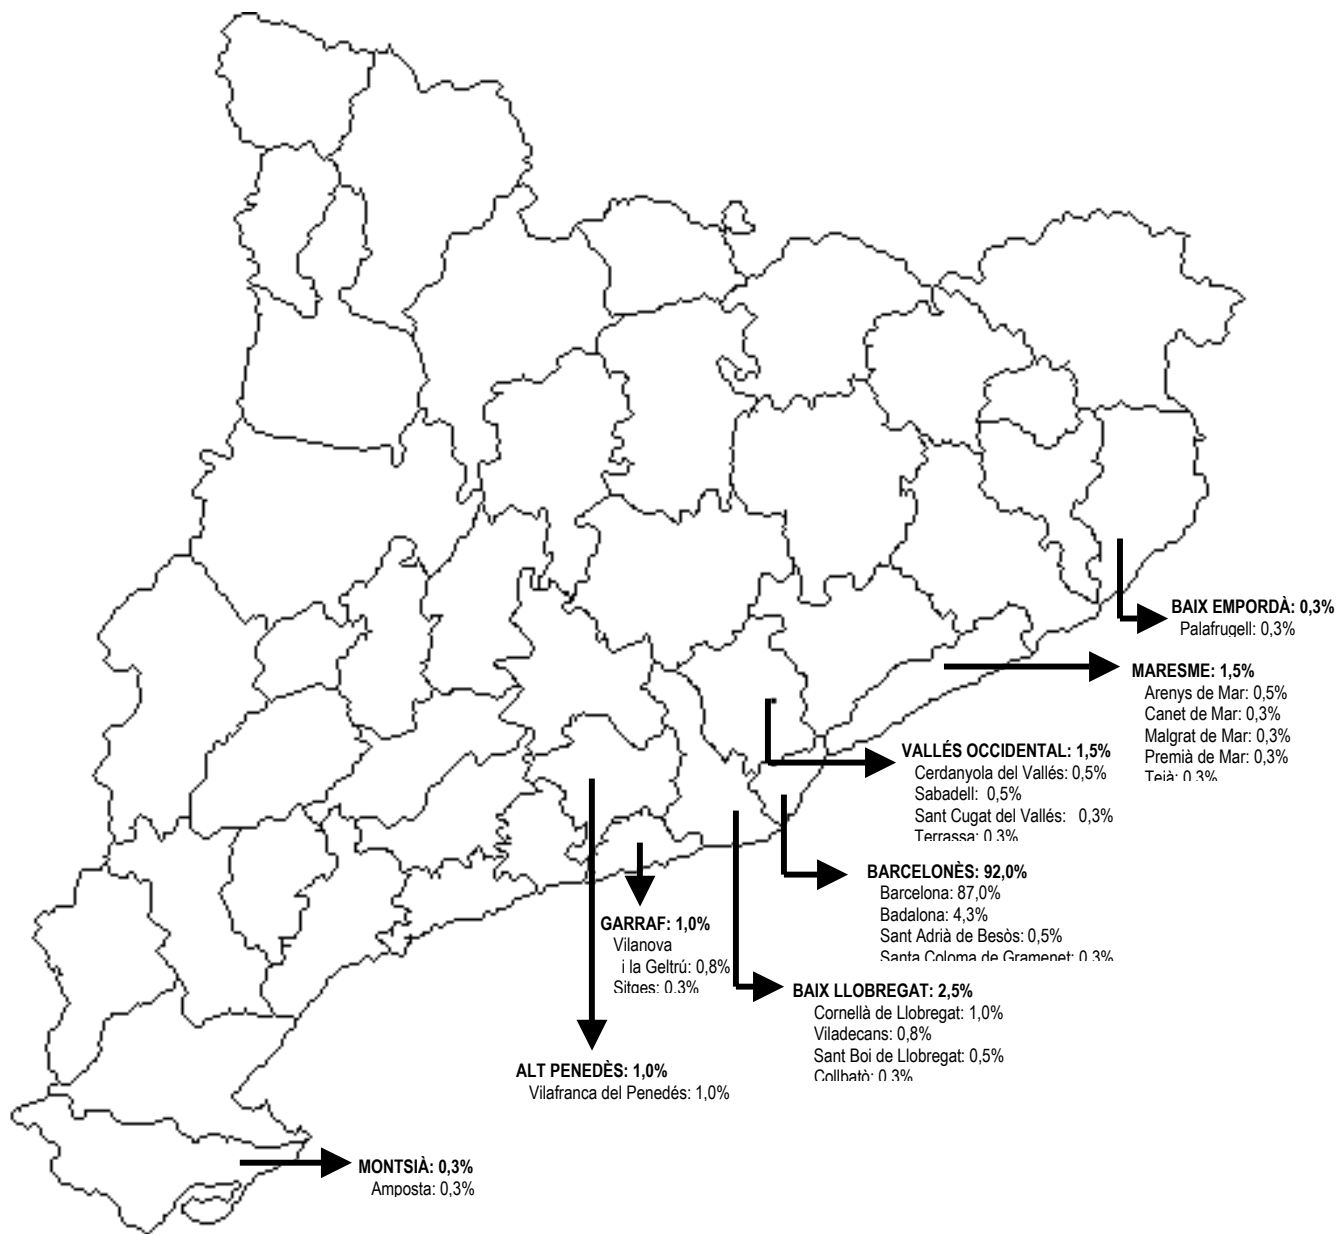 BAIX EMPORDÀ: 0,3%
Palafrugell: 0,3%
MARESME: 1,5%
Arenys de Mar: 0,5%
Canet de Mar: 0,3%
Malgrat de Mar: 0,3%
Premià de Mar: 0,3%
Teià: 0,3%
VALLÉS OCCIDENTAL: 1,5%
Cerdanyola del Vallés: 0,5%
Sabadell: 0,5%
Sant Cugat del Vallés: 0,3%
Terrassa: 0,3%
BARCELONÈS: 92,0%
Barcelona: 87,0%
Badalona: 4,3%
Sant Adrià de Besòs: 0,5%
Santa Coloma de Gramenet: 0,3%
GARRAF: 1,0%
Vilanova
i la Geltrú: 0,8%
Sitges: 0,3%
BAIX LLOBREGAT: 2,5%
Cornellà de Llobregat: 1,0%
Viladecans: 0,8%
Sant Boi de Llobregat: 0,5%
Collbatò: 0,3%
ALT PENEDÈS: 1,0%
Vilafranca del Penedés: 1,0%
MONTSIÀ: 0,3%
Amposta: 0,3%